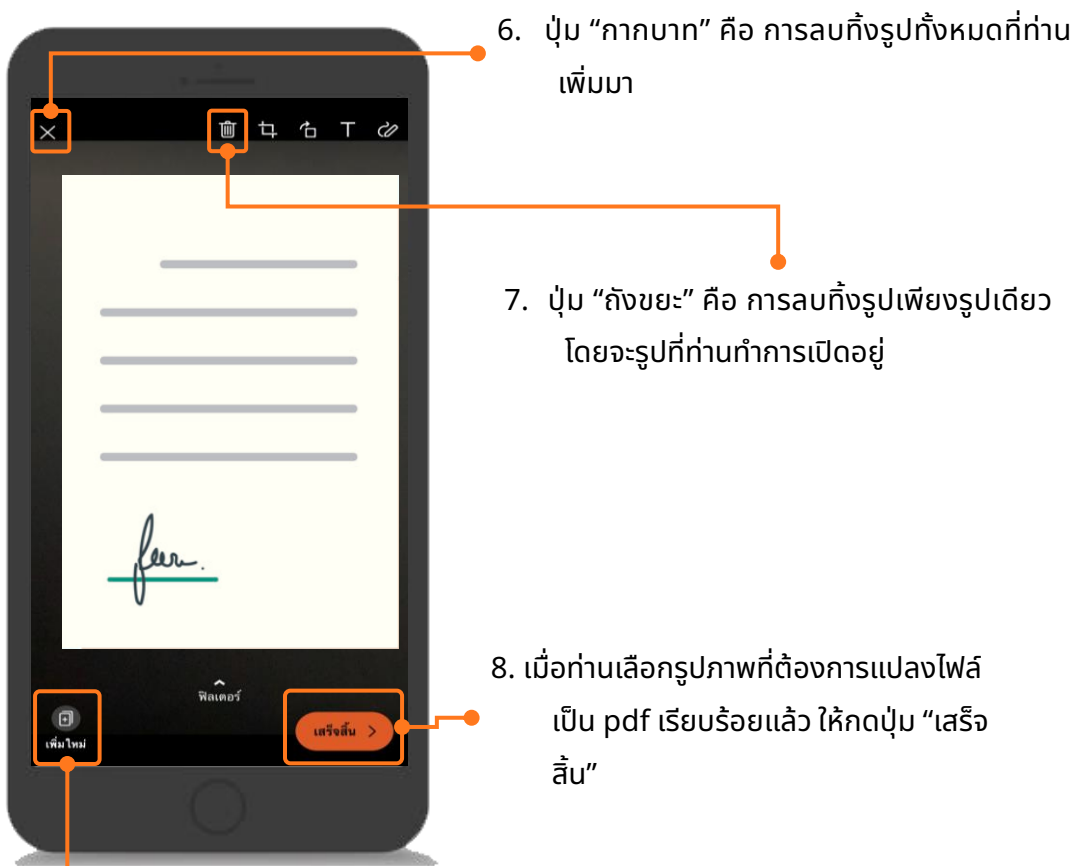 6. ปุ่ม “กากบาท” คือ การลบทิ้งรูปทั้งหมดที่ท่าน
เพิ่มมา
T
7. ปุ่ม “ถังขยะ” คือ การลบทิ้งรูปเพียงรูปเดียว
โดยจะรูปที่ท่านทำการเปิดอยู่
8. เมื่อท่านเลือกรูปภาพที่ต้องการแปลงไฟล์
เป็น pdf เรียบร้อยแล้ว ให้กดปุ่ม “เสร็จ
สิ้น”
ฟิลเตอร์
เพิ่มใหม่
เสร็จสิ้น >